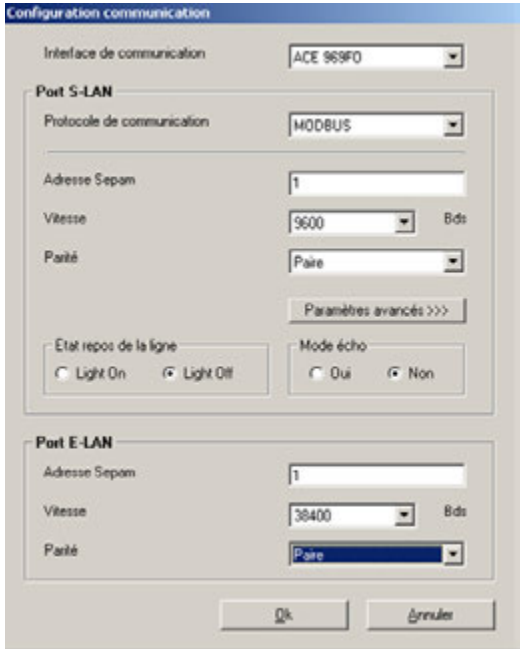 Configuration communication
Interface de communication ACE 969FO
Port S-LAN
Protocole de communication MODBUS
Adresse Sepam 1
Vitesse 9600 Bds
Parité Paire
Paramètres avancés >>>
Etat repos de la ligne Mode écho
Light On Light Off Oui Non
Port E-LAN
Adresse Sepam 1
Vitesse 38400 Bds
Parité Paire
Ok Annuler